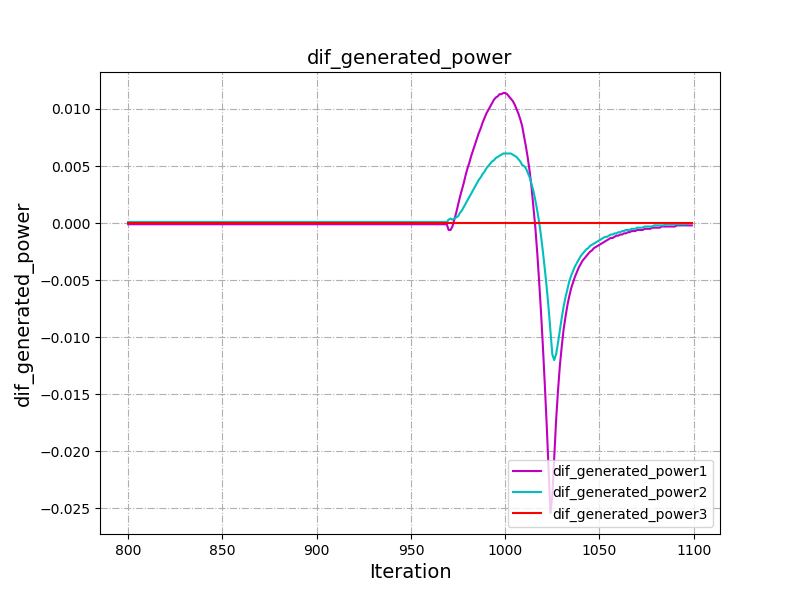 dif_generated_power
dif_generated_power
0.010
0.005
0.000
−0.005
−0.010
−0.015
−0.020
−0.025
dif_generated_power1
dif_generated_power2
dif_generated_power3
800 850 900 950 1000 1050 1100
Iteration